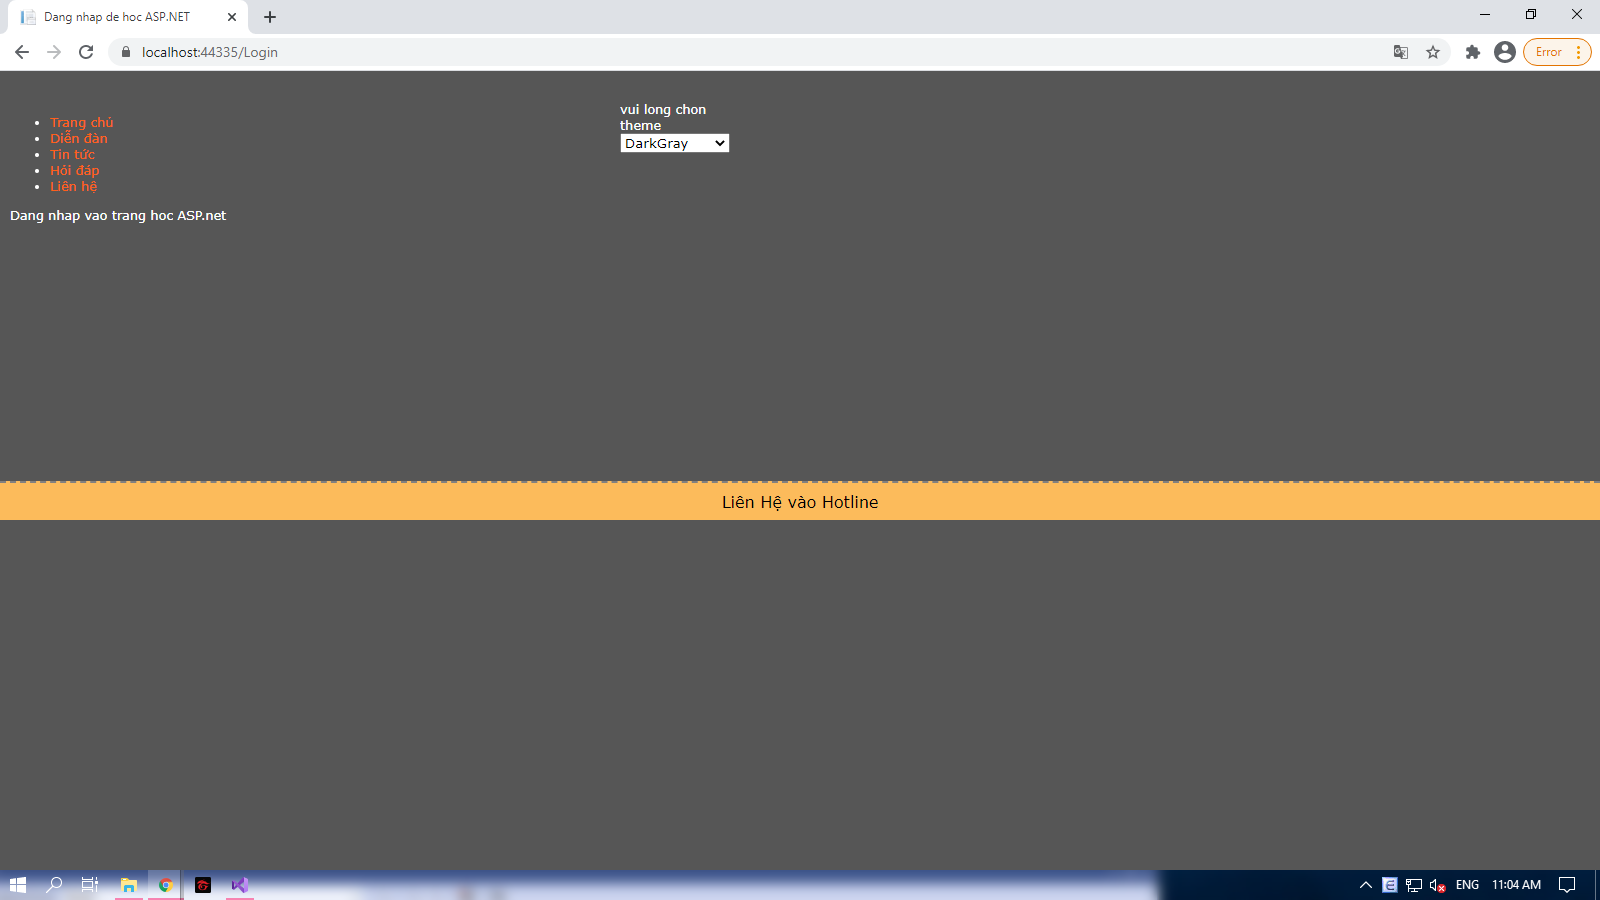 Dang nhap de hoc ASP.NET
localhost:44335/Login
Error
Trang chủ
Diễn đàn
Tin tức
Hỏi đáp
Liên hệ
vui long chon
theme
DarkGray
Dang nhap vao trang hoc ASP.net
Liên Hệ vào Hotline
ENG
11:04 AM